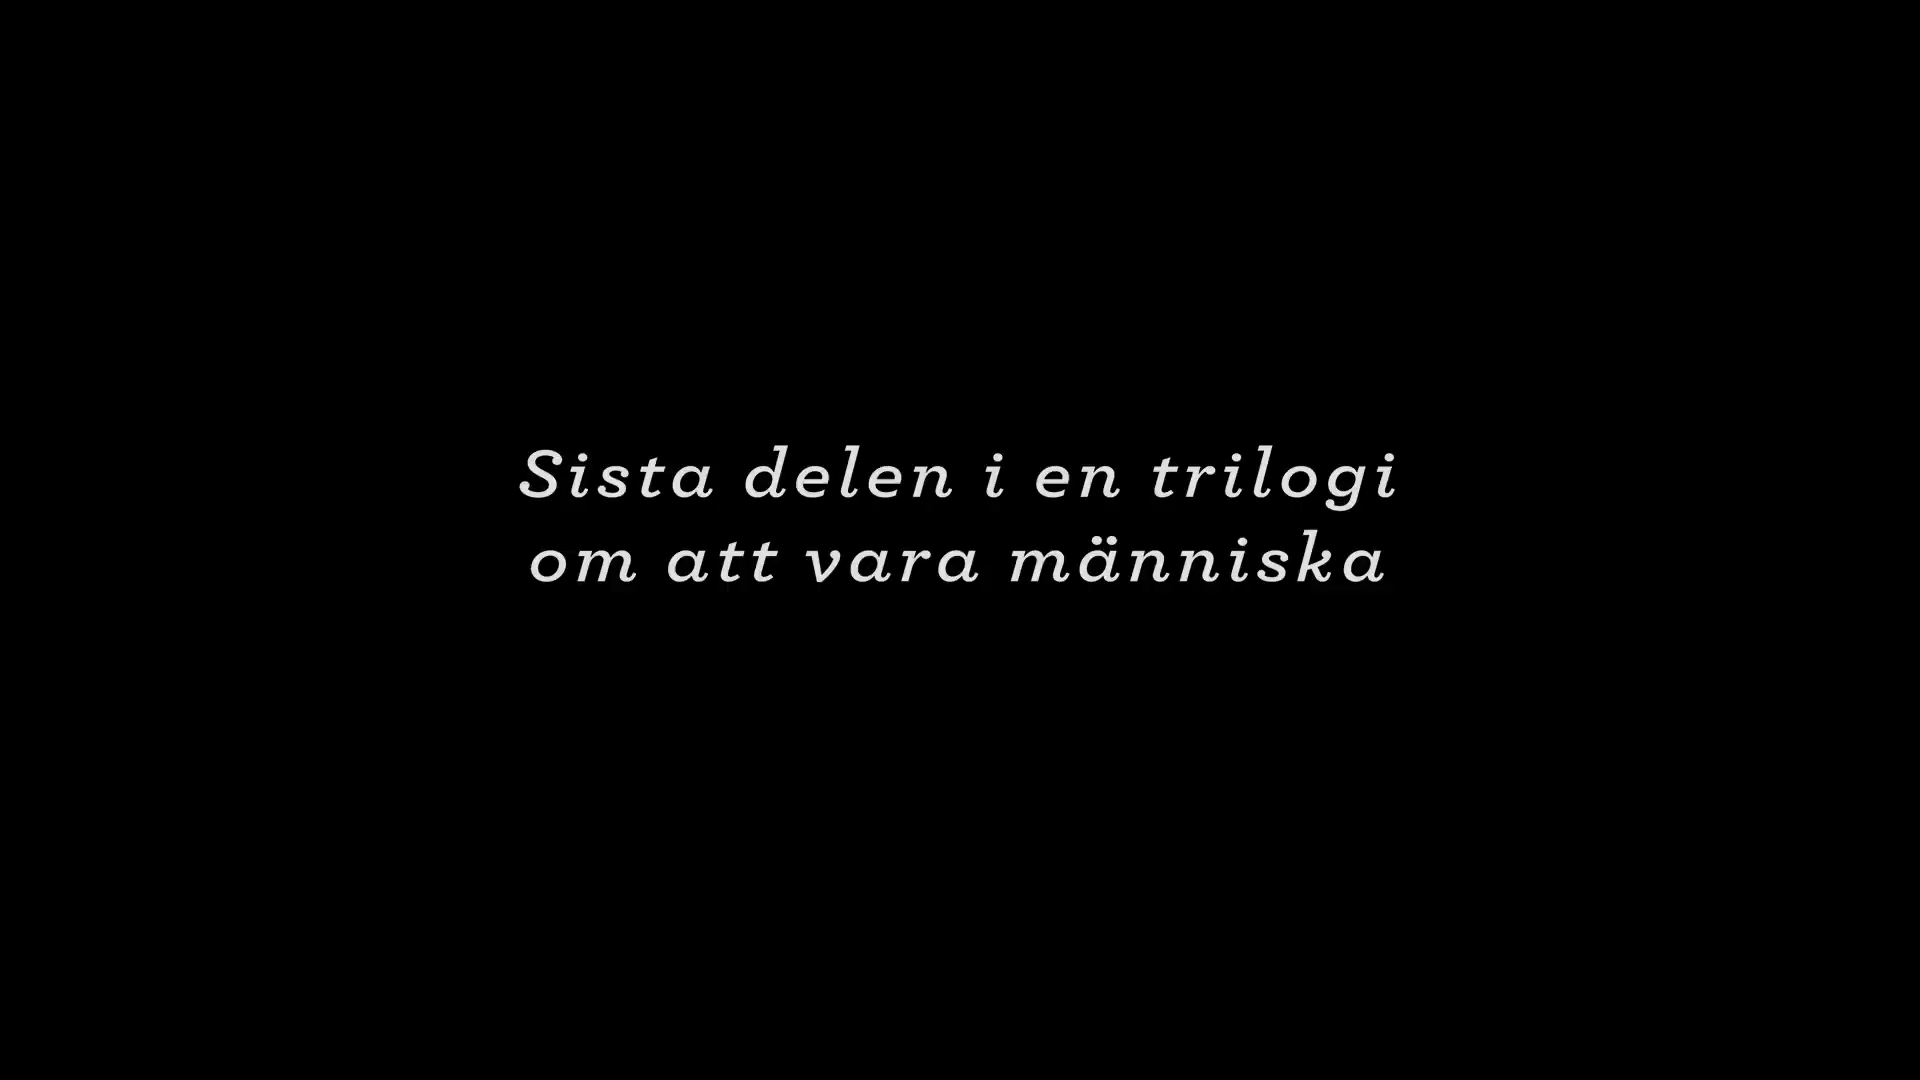 Sista delen i en trilogi
om att vara människa